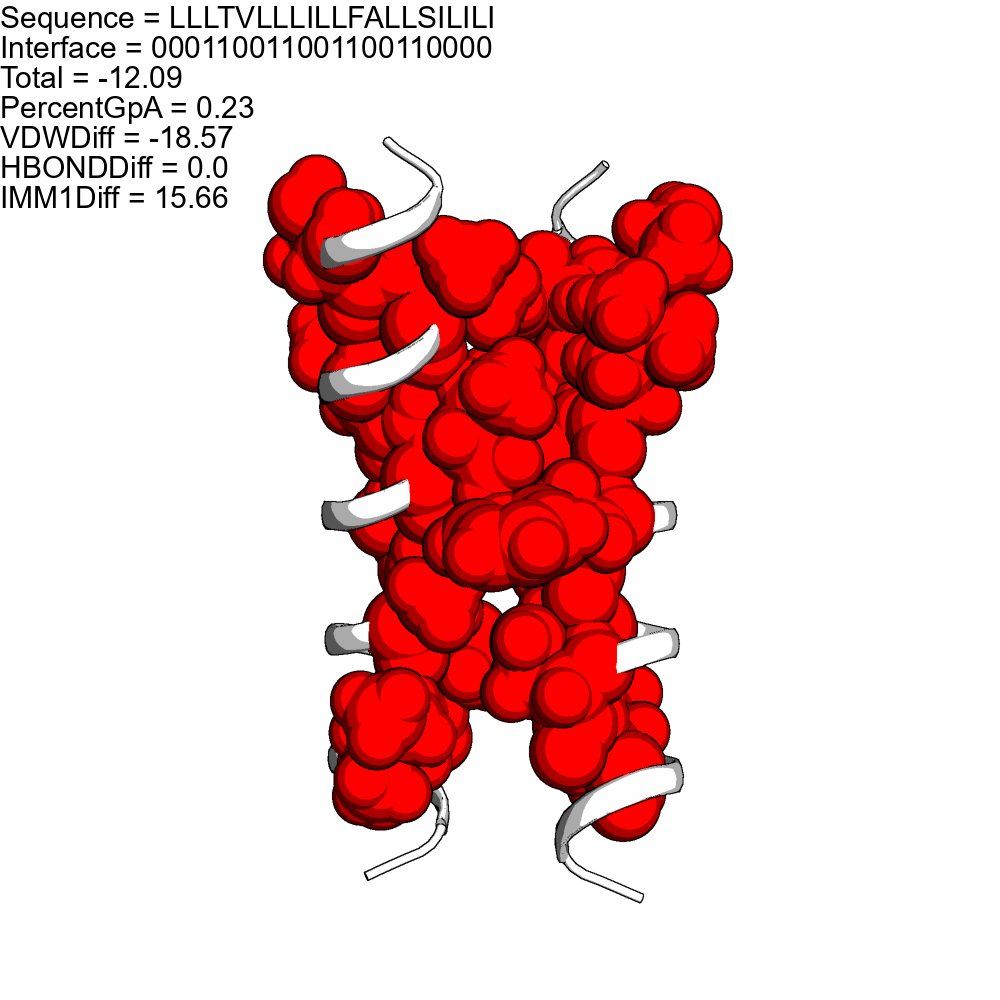 Sequence = LLLTVLLLILLFALLSILILI
Interface = 000110011001100110000
Total = -12.09
PercentGpA = 0.23
VDWDiff = -18.57
HBONDDiff = 0.0
IMM1Diff = 15.66